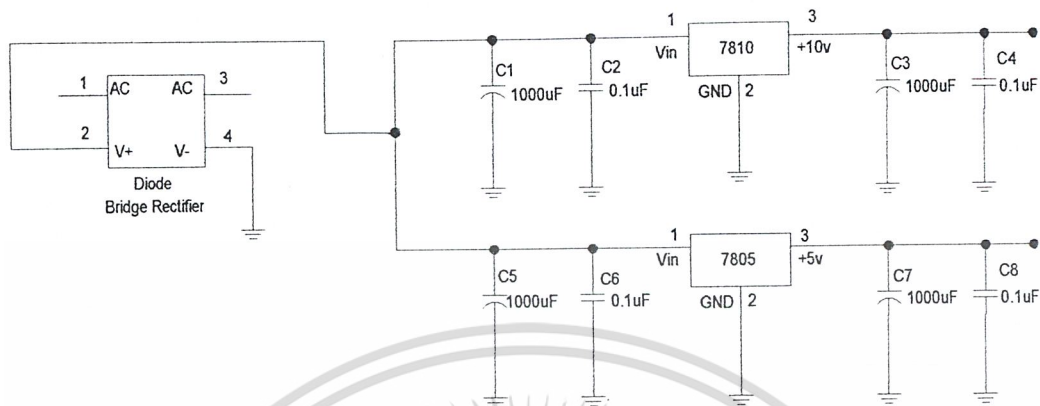 1
AC
AC
3
2
V+
V-
4
Diode
Bridge Rectifier
C1
1000uF
C2
0.1uF
1
Vin
7810
3
+10v
GND
2
C3
1000uF
C4
0.1uF
C5
1000uF
C6
0.1uF
1
Vin
7805
3
+5v
GND
2
C7
1000uF
C8
0.1uF